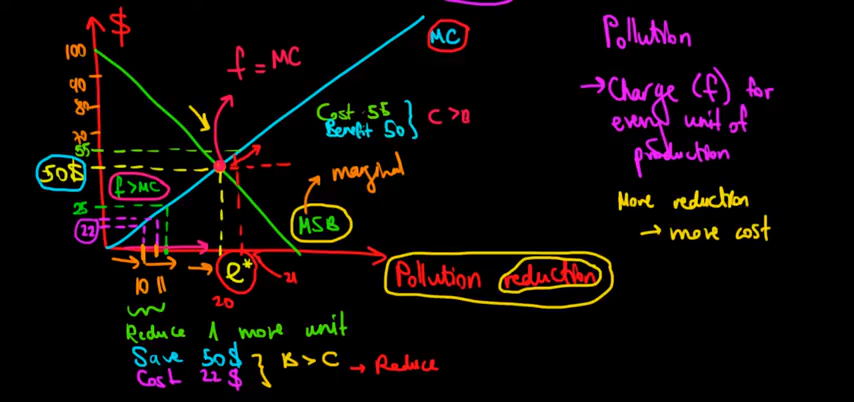 $
100
90
80
70
55
50$
25
22
f = MC
f > MC
MC
Cost 55
Benefit 50
C > B
marginal
MSB
e*
10 11
20
21
Pollution reduction
Reduce 1 more unit
Save 50$
Cost 22$
B > C → Reduce
Pollution
→ Charge (f) for
every unit of
production
More reduction
→ more cost